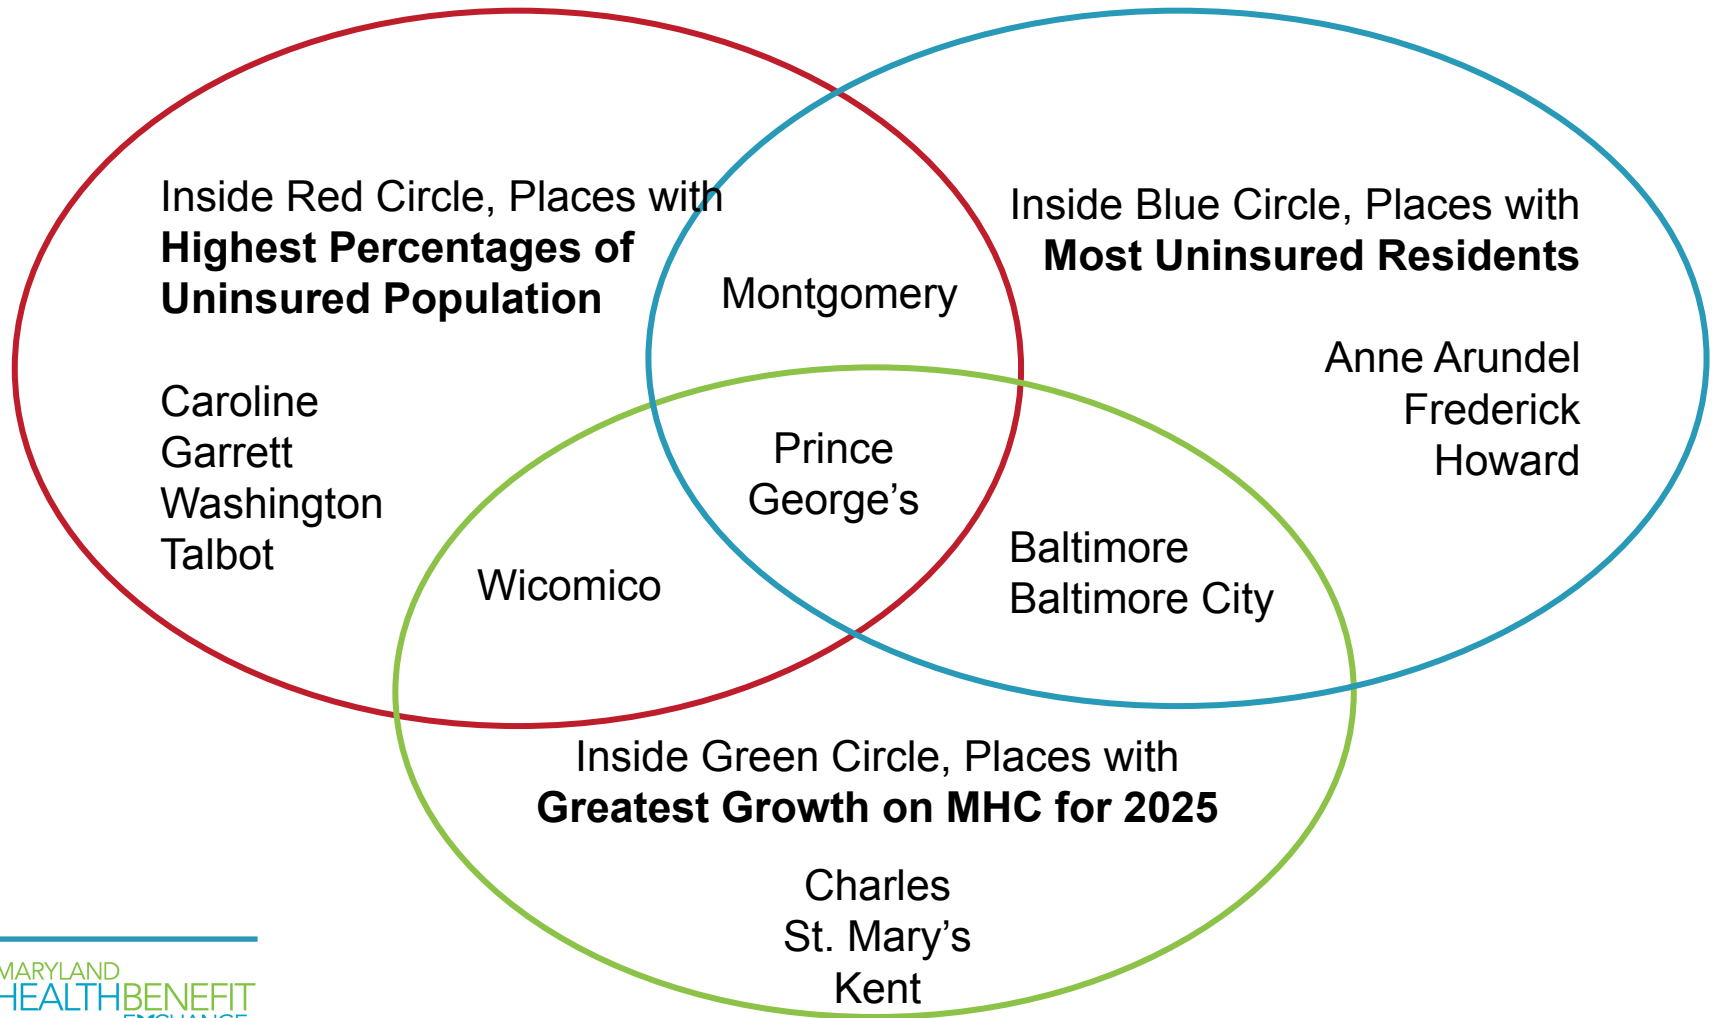 Inside Red Circle, Places with
Highest Percentages of
Uninsured Population
Caroline
Garrett
Washington
Talbot
Montgomery
Inside Blue Circle, Places with
Most Uninsured Residents
Anne Arundel
Frederick
Howard
Prince
George’s
Wicomico
Baltimore
Baltimore City
Inside Green Circle, Places with
Greatest Growth on MHC for 2025
Charles
St. Mary’s
Kent
MARYLAND
HEALTHBENEFIT
EXCHANGE